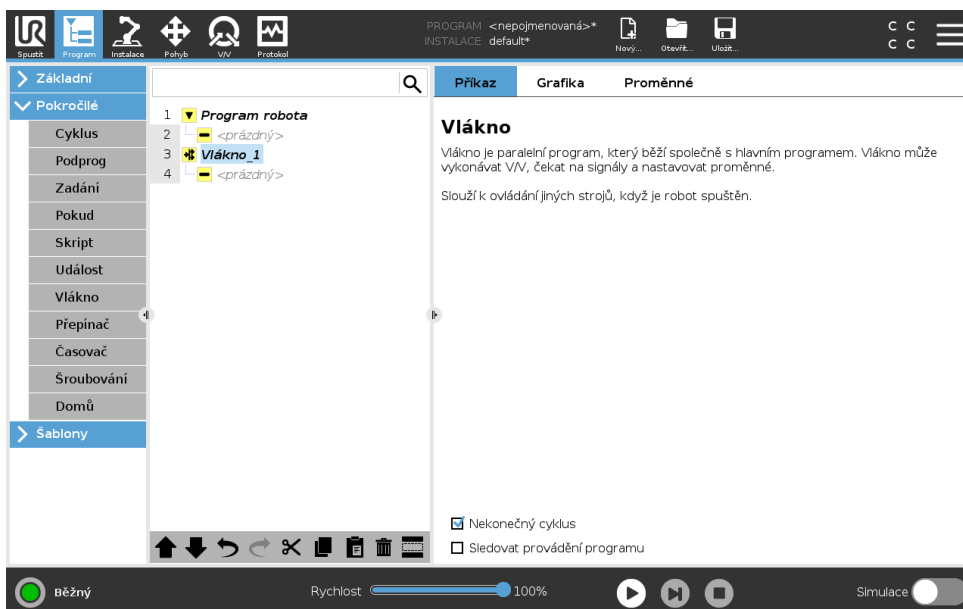 PROGRAM <nepojmenovaná>*
INSTALACE default*
Spustit
Program
Instalace
Pohyb
V/V
Protokol
Nový...
Otevřít...
Uložit...
C C
C C
Základní
Pokročilé
Cyklus
Podprog
Zadání
Pokud
Skript
Událost
Vlákno
Přepínač
Časovač
Šroubování
Domů
Šablony
1 Program robota
2 <prázdný>
3 Vlákno_1
4 <prázdný>
Příkaz Grafika Proměnné
Vlákno
Vlákno je paralelní program, který běží společně s hlavním programem. Vlákno může
vykonávat V/V, čekat na signály a nastavovat proměnné.
Slouží k ovládání jiných strojů, když je robot spuštěn.
Nekonečný cyklus
Sledovat provádění programu
Běžný
Rychlost 100%
Simulace